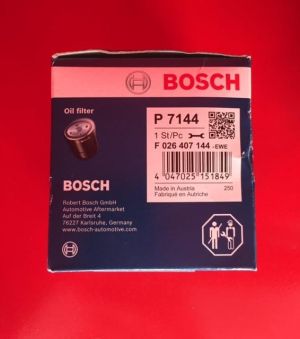 BOSCH
Oil filter
P 7144
1 St/Pc
F 026 407 144 -EWE
4 047025 151849
BOSCH
Made in Austria
Fabriqué en Autriche
250
Robert Bosch GmbH
Automotive Aftermarket
Auf der Breit 4
76227 Karlsruhe, Germany
www.bosch-automotive.com